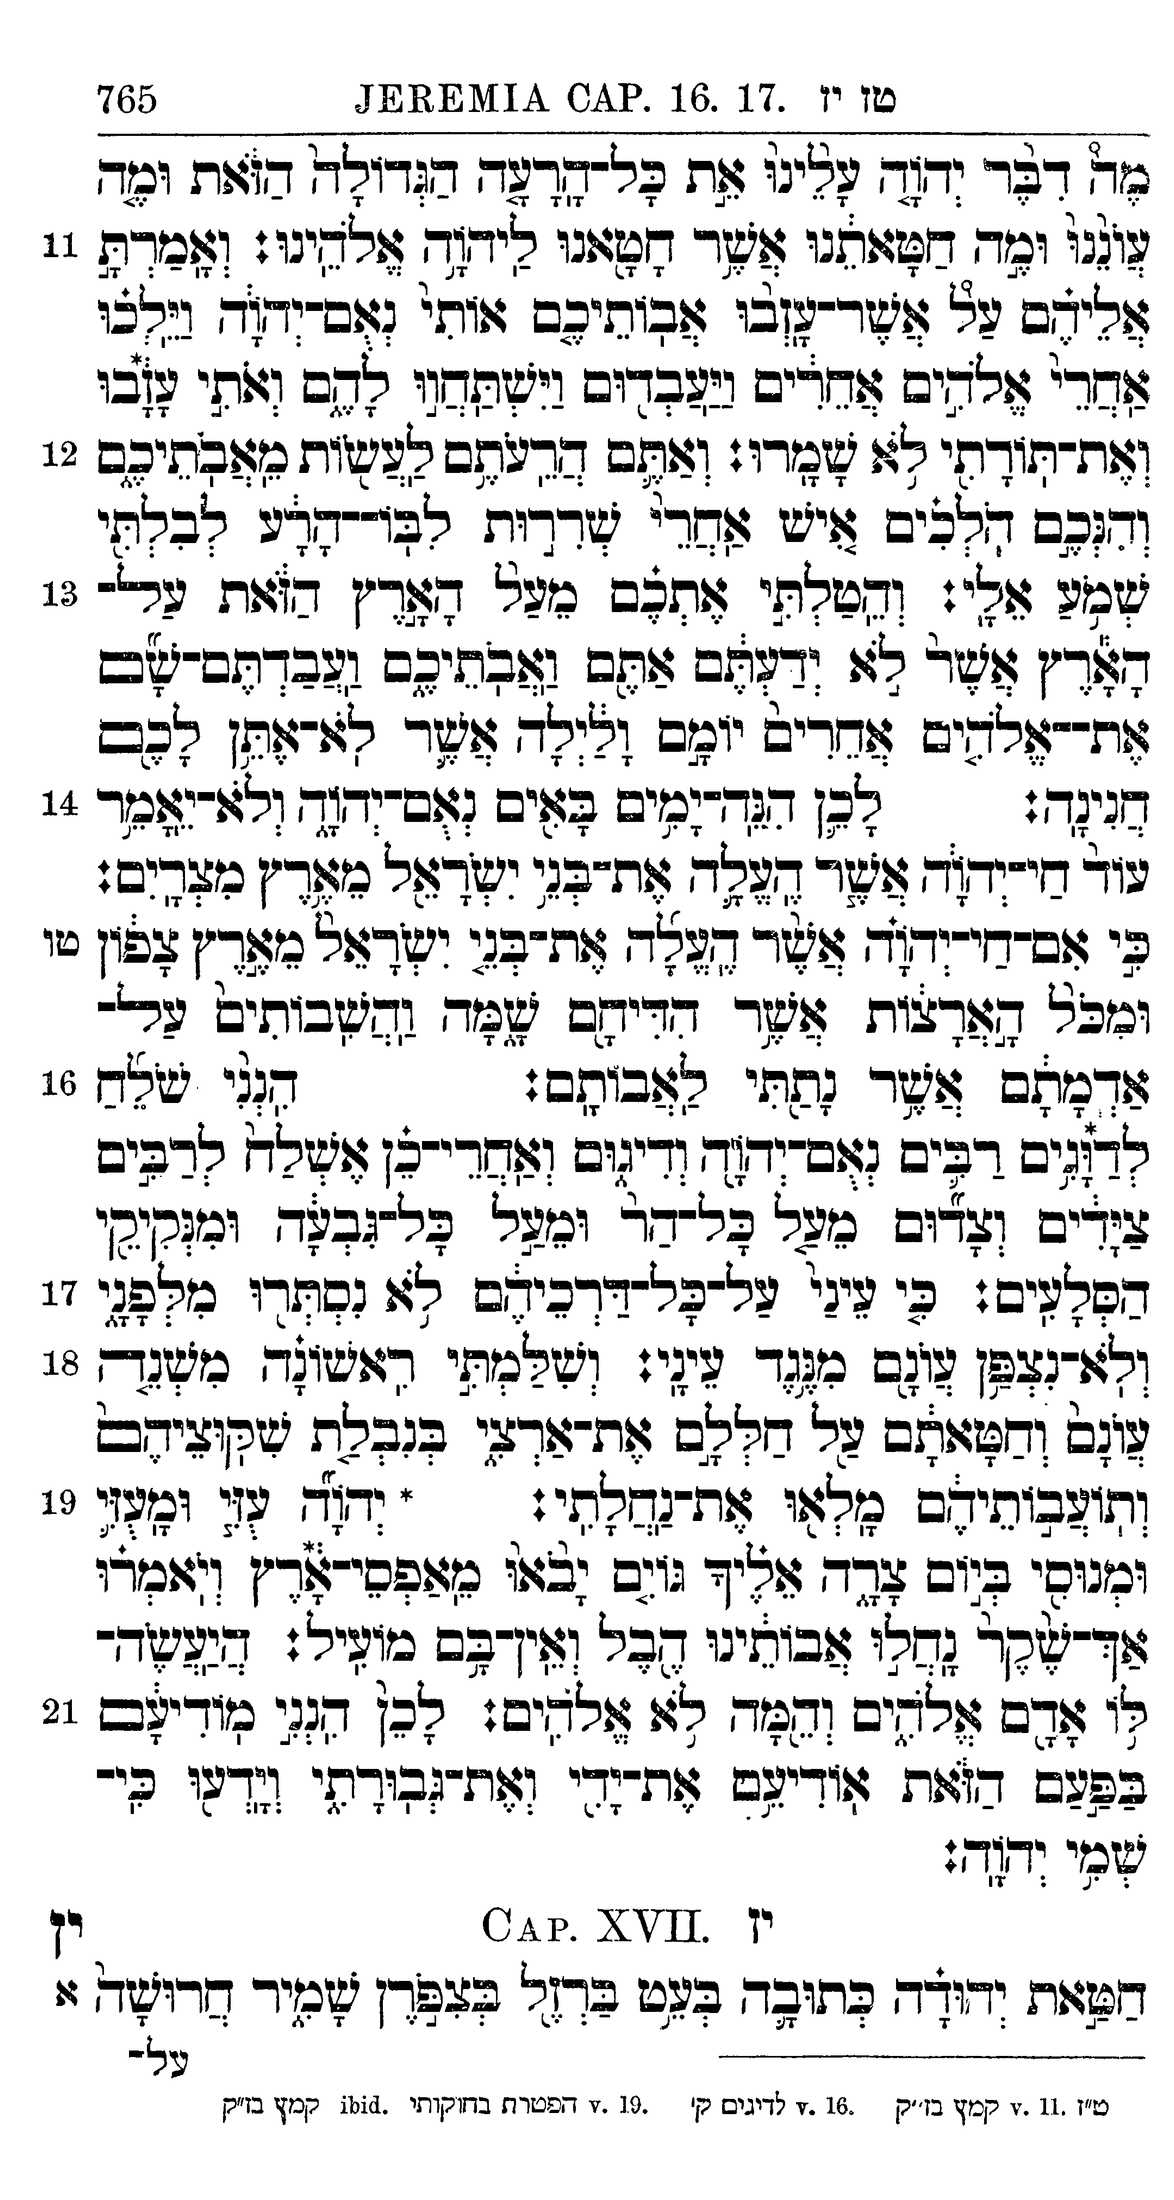 765 JEREMIA CAP. 16. 17. טז יז
מֶה֩ דִבֶּ֨ר יְהוָ֤ה עָלֵ֙ינוּ֙ אֵ֣ת כָּל־הָרָעָ֤ה הַגְּדוֹלָה֙ הַזֹּ֔את וּמֶ֤ה
11 עֲוֹנֵ֙נוּ֙ וּמֶ֣ה חַטָּאתֵ֔נוּ אֲשֶׁ֥ר חָטָ֖אנוּ לַיהוָ֥ה אֱלֹהֵֽינוּ׃ וְאָמַרְתָּ֣
אֲלֵיהֶ֗ם עַל֩ אֲשֶׁר־עָזְב֨וּ אֲבוֹתֵיכֶ֤ם אוֹתִי֙ נְאֻם־יְהוָ֔ה וַיֵּלְכ֗וּ
אַֽחֲרֵי֙ אֱלֹהִ֣ים אֲחֵרִ֔ים וַיַּֽעַבְד֖וּם וַיִּשְׁתַּֽחֲו֣וּ לָהֶ֑ם וְאֹתִ֣י עָזָ֔בוּ*
12 וְאֶת־תּֽוֹרָתִ֖י לֹ֥א שָׁמָֽרוּ׃ וְאַתֶּ֛ם הֲרֵֽעֹתֶ֥ם לַֽעֲשׂ֖וֹת מֵאֲבֹֽתֵיכֶ֑ם
וְהִנְּכֶ֣ם הֹֽלְכִ֗ים אִ֚ישׁ אַֽחֲרֵי֙ שְׁרִר֣וּת לִבּֽוֹ־הָרָ֔ע לְבִלְתִּ֖י
13 שְׁמֹ֥עַ אֵלָֽי׃ וְהֵֽטַלְתִּ֣י אֶתְכֶ֗ם מֵעַל֙ הָאָ֣רֶץ הַזֹּ֔את עַל־
הָאָ֕רֶץ אֲשֶׁר֙ לֹ֣א יְדַעְתֶּ֔ם אַתֶּ֖ם וַאֲבֹֽתֵיכֶ֑ם וַֽעֲבַדְתֶּם־שָׁ֞ם
אֶת־אֱלֹהִ֤ים אֲחֵרִים֙ יוֹמָ֣ם וָלַ֔יְלָה אֲשֶׁ֛ר לֹֽא־אֶתֵּ֥ן לָכֶ֖ם
14 חֲנִינָֽה׃ לָכֵ֛ן הִנֵּֽה־יָמִ֥ים בָּאִ֖ים נְאֻם־יְהוָ֑ה וְלֹא־יֵֽאָמֵ֥ר
עוֹד֙ חַי־יְהוָ֔ה אֲשֶׁ֧ר הֶֽעֱלָ֛ה אֶת־בְּנֵ֥י יִשְׂרָאֵ֖ל מֵאֶ֥רֶץ מִצְרָֽיִם׃
טו כִּ֣י אִם־חַי־יְהוָ֗ה אֲשֶׁ֨ר הֶֽעֱלָ֜ה אֶת־בְּנֵ֤י יִשְׂרָאֵל֙ מֵאֶ֣רֶץ צָפ֔וֹן
וּמִכֹּל֙ הָֽאֲרָצ֔וֹת אֲשֶׁ֥ר הִדִּיחָ֖ם שָׁ֑מָּה וַהֲשִֽׁבוֹתִים֙ עַל־
16 אַדְמָתָ֔ם אֲשֶׁ֥ר נָתַ֖תִּי לַאֲבוֹתָֽם׃ הִֽנְנִ֨י שֹׁלֵ֜חַ
לְדַוָּגִ֥ים* רַבִּ֛ים נְאֻם־יְהוָ֖ה וְדִיג֑וּם וְאַֽחֲרֵי־כֵ֗ן אֶשְׁלַח֙ לְרַבִּ֣ים
צַיָּדִ֔ים וְצָד֞וּם מֵעַ֤ל כָּל־הַר֙ וּמֵעַ֣ל כָּל־גִּבְעָ֔ה וּמִנְּקִיקֵ֖י
17 הַסְּלָעִֽים׃ כִּ֤י עֵינַי֙ עַל־כָּל־דַּרְכֵיהֶ֔ם לֹ֥א נִסְתְּר֖וּ מִלְּפָנָ֑י
18 וְלֹֽא־נִצְפַּ֥ן עֲוֹנָ֖ם מִנֶּ֥גֶד עֵינָֽי׃ וְשִׁלַּמְתִּ֣י רִֽאשׁוֹנָ֗ה מִשְׁנֵ֤ה
עֲוֹנָם֙ וְחַטָּאתָ֔ם עַ֖ל חַלְּלָ֣ם אֶת־אַרְצִ֑י בְּנִבְלַ֤ת שִׁקּֽוּצֵיהֶם֙
19 וְתֽוֹעֲב֣וֹתֵיהֶ֔ם מָלְא֖וּ אֶת־נַחֲלָתִֽי׃ * יְהוָ֞ה עֻזִּ֧י וּמָֽעֻזִּ֛י
וּמְנוּסִ֖י בְּי֣וֹם צָרָ֑ה אֵלֶ֗יךָ גּוֹיִ֤ם יָבֹ֙אוּ֙ מֵֽאַפְסֵי־אָ֔רֶץ* וְיֹֽאמְר֗וּ
אַךְ־שֶׁ֙קֶר֙ נָחֲל֣וּ אֲבוֹתֵ֔ינוּ הֶ֖בֶל וְאֵֽין־בָּ֥ם מוֹעִֽיל׃ הֲיַעֲשֶׂה־
21 לּ֥וֹ אָדָ֖ם אֱלֹהִ֑ים וְהֵ֖מָּה לֹ֥א אֱלֹהִֽים׃ לָכֵן֙ הִנְנִ֣י מֽוֹדִיעָ֔ם
בַּפַּ֣עַם הַזֹּ֔את אֽוֹדִיעֵ֥ם אֶת־יָדִ֖י וְאֶת־גְּבֽוּרָתִ֑י וְיָדְע֖וּ כִּֽי־
שְׁמִ֥י יְהוָֽה׃
יז CAP. XVII. יז
א חַטַּ֣את יְהוּדָ֗ה כְּתוּבָ֛ה בְּעֵ֥ט בַּרְזֶ֖ל בְּצִפֹּ֣רֶן שָׁמִ֑יר חֲרוּשָׁה֙
על־
ט"ז v. 11. קמץ בז"ק v. 16. לדיגים ק' v. 19. הפטרת בחוקותי ibid. קמץ בז"ק